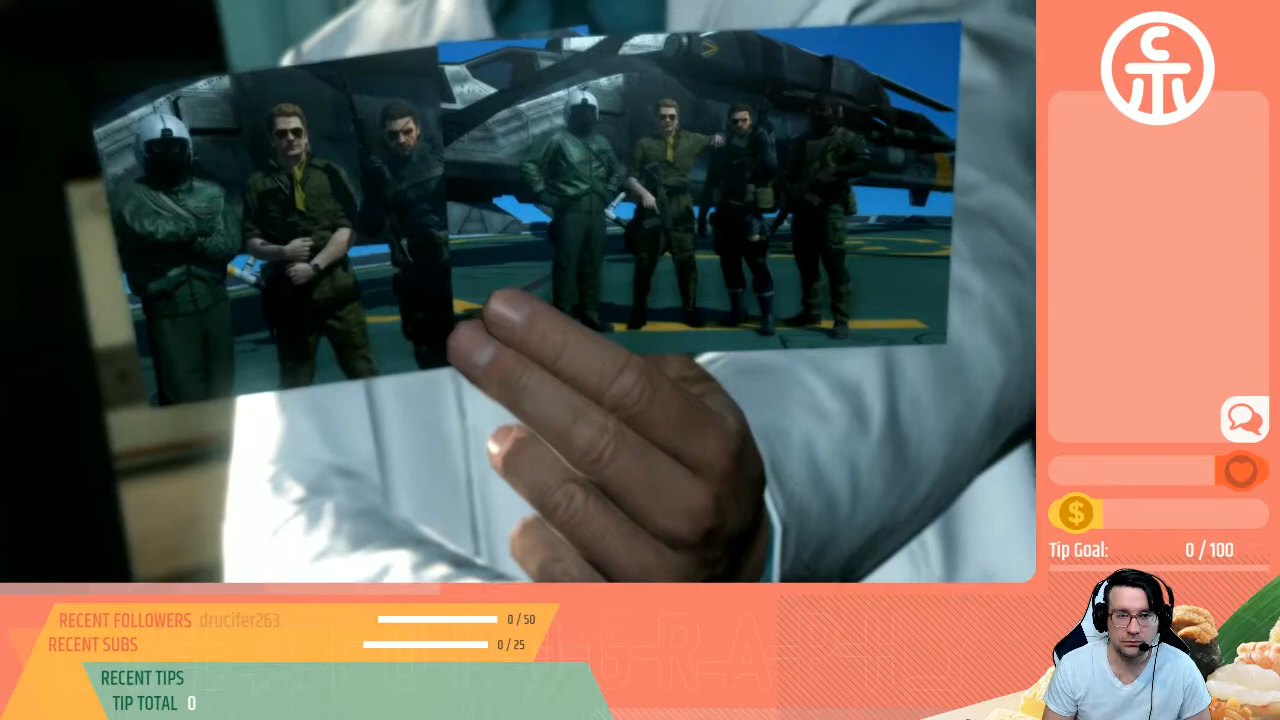 Tip Goal: 0 / 100
RECENT FOLLOWERS drucifer263 0 / 50
RECENT SUBS 0 / 25
RECENT TIPS
TIP TOTAL 0